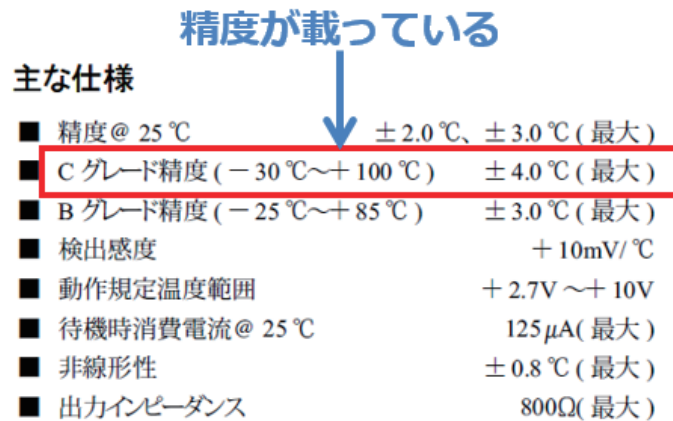 精度が載っている
主な仕様
■ 精度@ 25 ℃ ± 2.0 ℃、± 3.0 ℃ ( 最大 )
■ C グレード精度 ( − 30 ℃～+ 100 ℃ ) ± 4.0 ℃ ( 最大 )
■ B グレード精度 ( − 25 ℃～+ 85 ℃ ) ± 3.0 ℃ ( 最大 )
■ 検出感度 + 10mV/ ℃
■ 動作規定温度範囲 + 2.7V ～+ 10V
■ 待機時消費電流@ 25 ℃ 125 μA( 最大 )
■ 非線形性 ± 0.8 ℃ ( 最大 )
■ 出力インピーダンス 800Ω( 最大 )